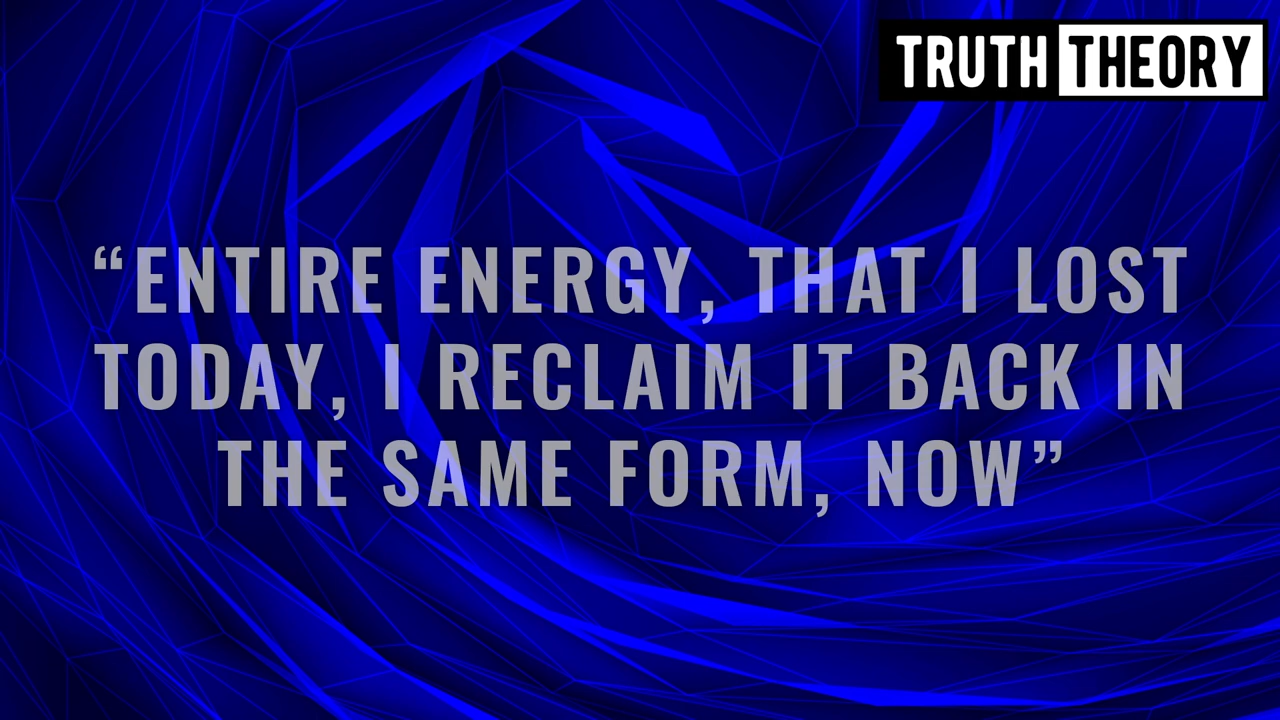 TRUTH THEORY
“ENTIRE ENERGY, THAT I LOST
TODAY, I RECLAIM IT BACK IN
THE SAME FORM, NOW”